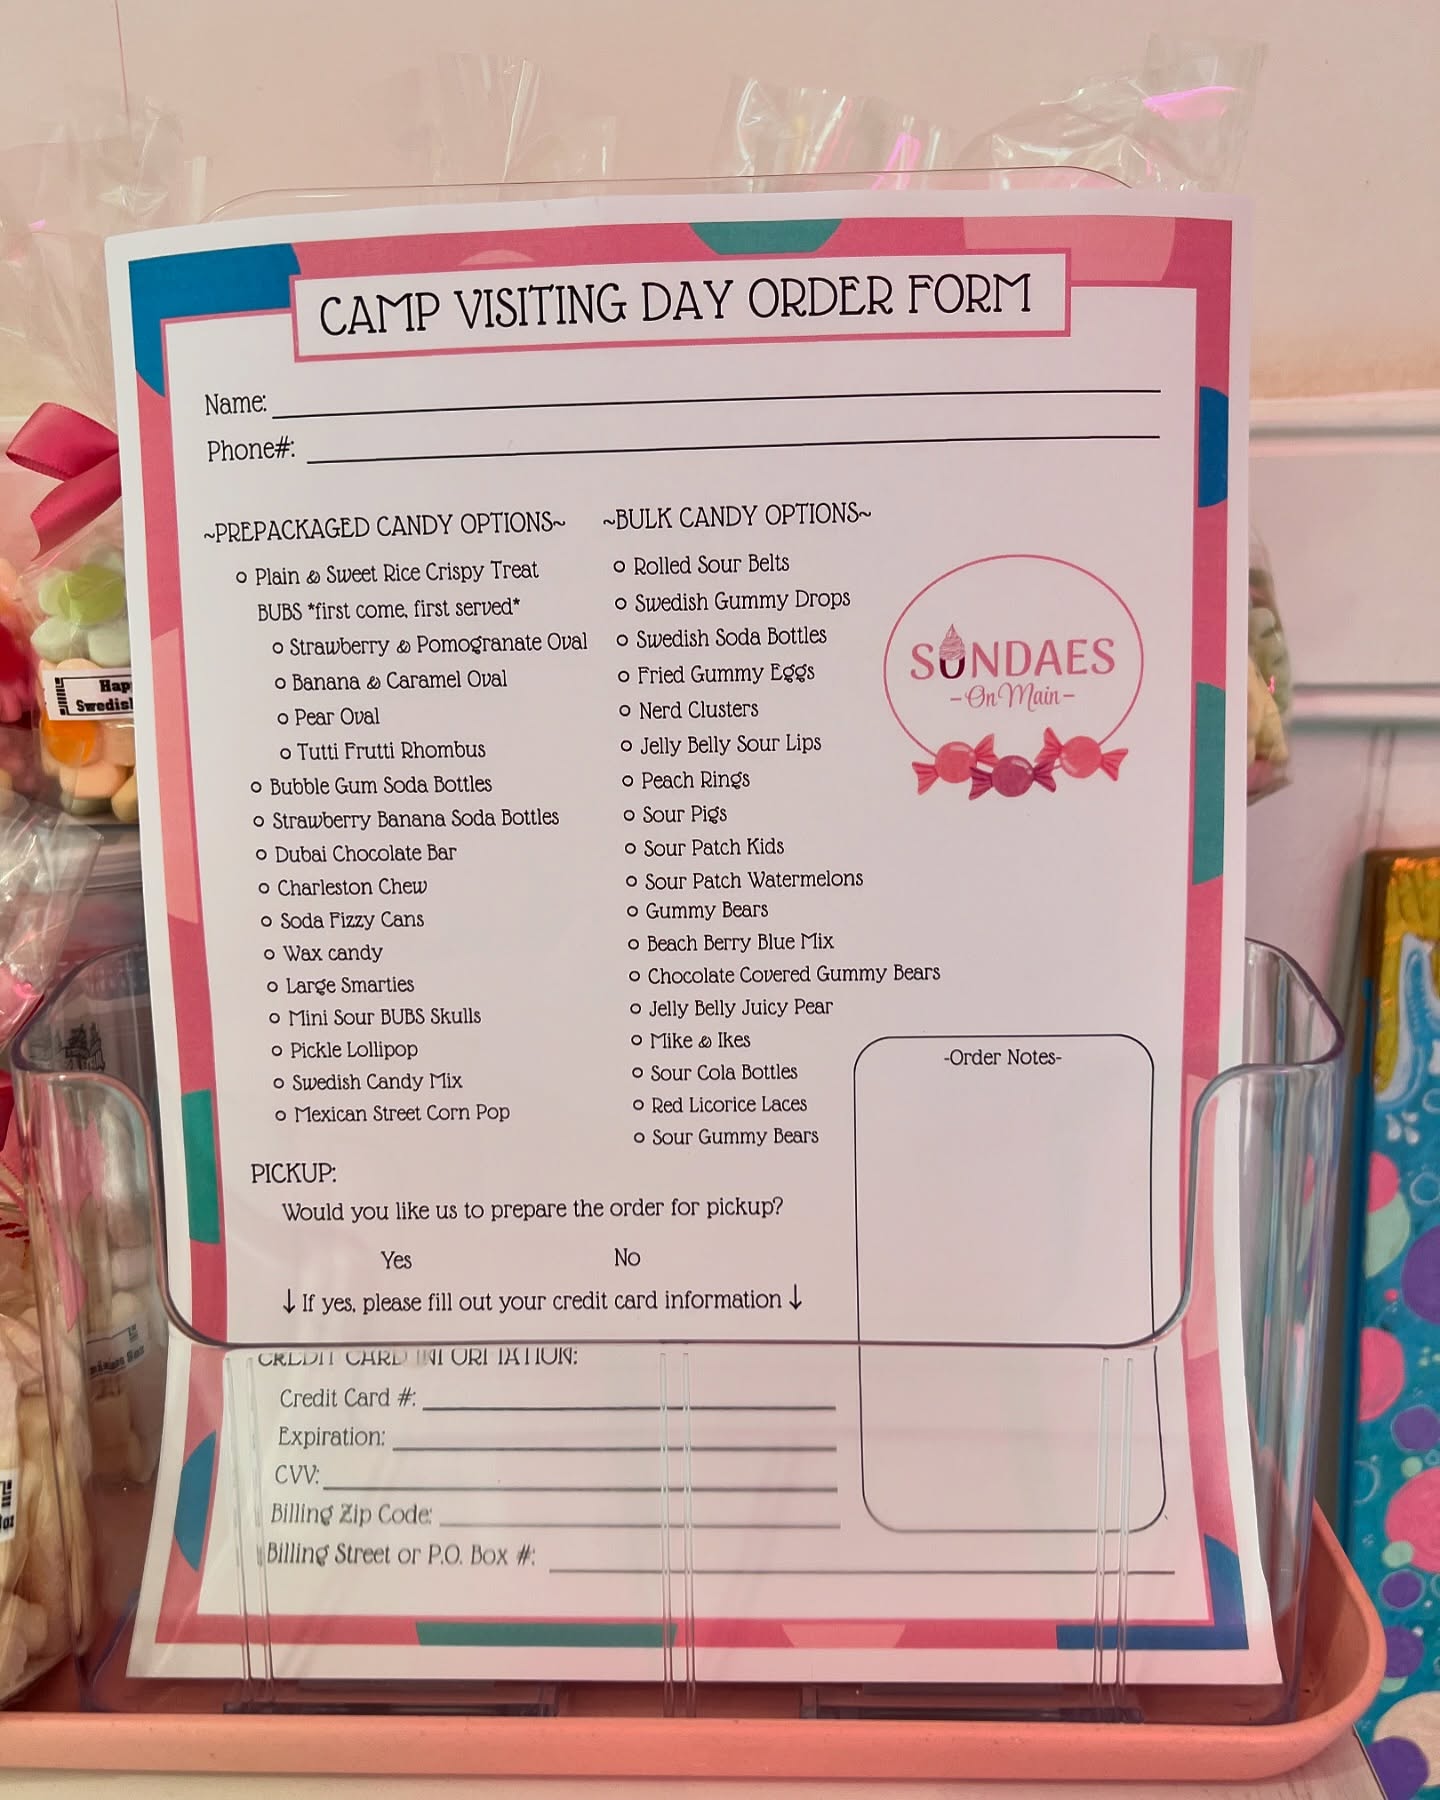 CAMP VISITING DAY ORDER FORM
Name:
Phone#:
~PREPACKAGED CANDY OPTIONS~
Plain & Sweet Rice Crispy Treat
BUBS *first come, first served*
Strawberry & Pomogranate Oval
Banana & Caramel Oval
Pear Oval
Tutti Frutti Rhombus
Bubble Gum Soda Bottles
Strawberry Banana Soda Bottles
Dubai Chocolate Bar
Charleston Chew
Soda Fizzy Cans
Wax candy
Large Smarties
Mini Sour BUBS Skulls
Pickle Lollipop
Swedish Candy Mix
Mexican Street Corn Pop
~BULK CANDY OPTIONS~
Rolled Sour Belts
Swedish Gummy Drops
Swedish Soda Bottles
Fried Gummy Eggs
Nerd Clusters
Jelly Belly Sour Lips
Peach Rings
Sour Pigs
Sour Patch Kids
Sour Patch Watermelons
Gummy Bears
Beach Berry Blue Mix
Chocolate Covered Gummy Bears
Jelly Belly Juicy Pear
Mike & Ikes
Sour Cola Bottles
Red Licorice Laces
Sour Gummy Bears
SUNDAES
-On Main-
-Order Notes-
PICKUP:
Would you like us to prepare the order for pickup?
Yes No
↓ If yes, please fill out your credit card information ↓
CREDIT CARD INFORMATION:
Credit Card #:
Expiration:
CVV:
Billing Zip Code:
Billing Street or P.O. Box #: